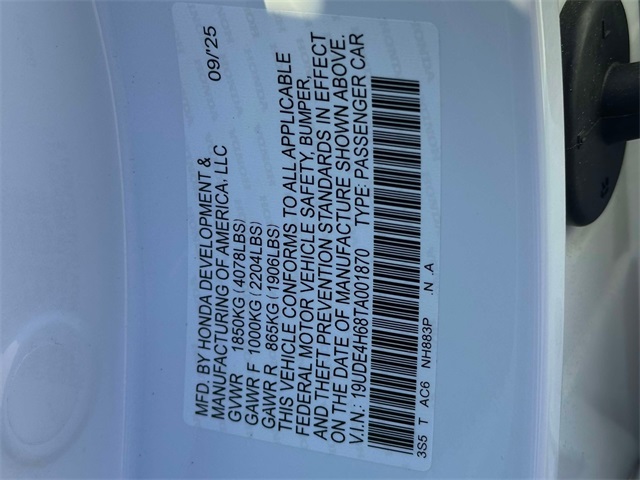 MFD. BY HONDA DEVELOPMENT & 09/'25
MANUFACTURING OF AMERICA, LLC
GVWR 1850KG (4078LBS)
GAWR F 1000KG (2204LBS)
GAWR R 865KG (1906LBS)
THIS VEHICLE CONFORMS TO ALL APPLICABLE
FEDERAL MOTOR VEHICLE SAFETY, BUMPER,
AND THEFT PREVENTION STANDARDS IN EFFECT
ON THE DATE OF MANUFACTURE SHOWN ABOVE.
V.I.N.: 19UDE4H68TA001870 TYPE: PASSENGER CAR
3S5 T AC6 NH883P .N .A